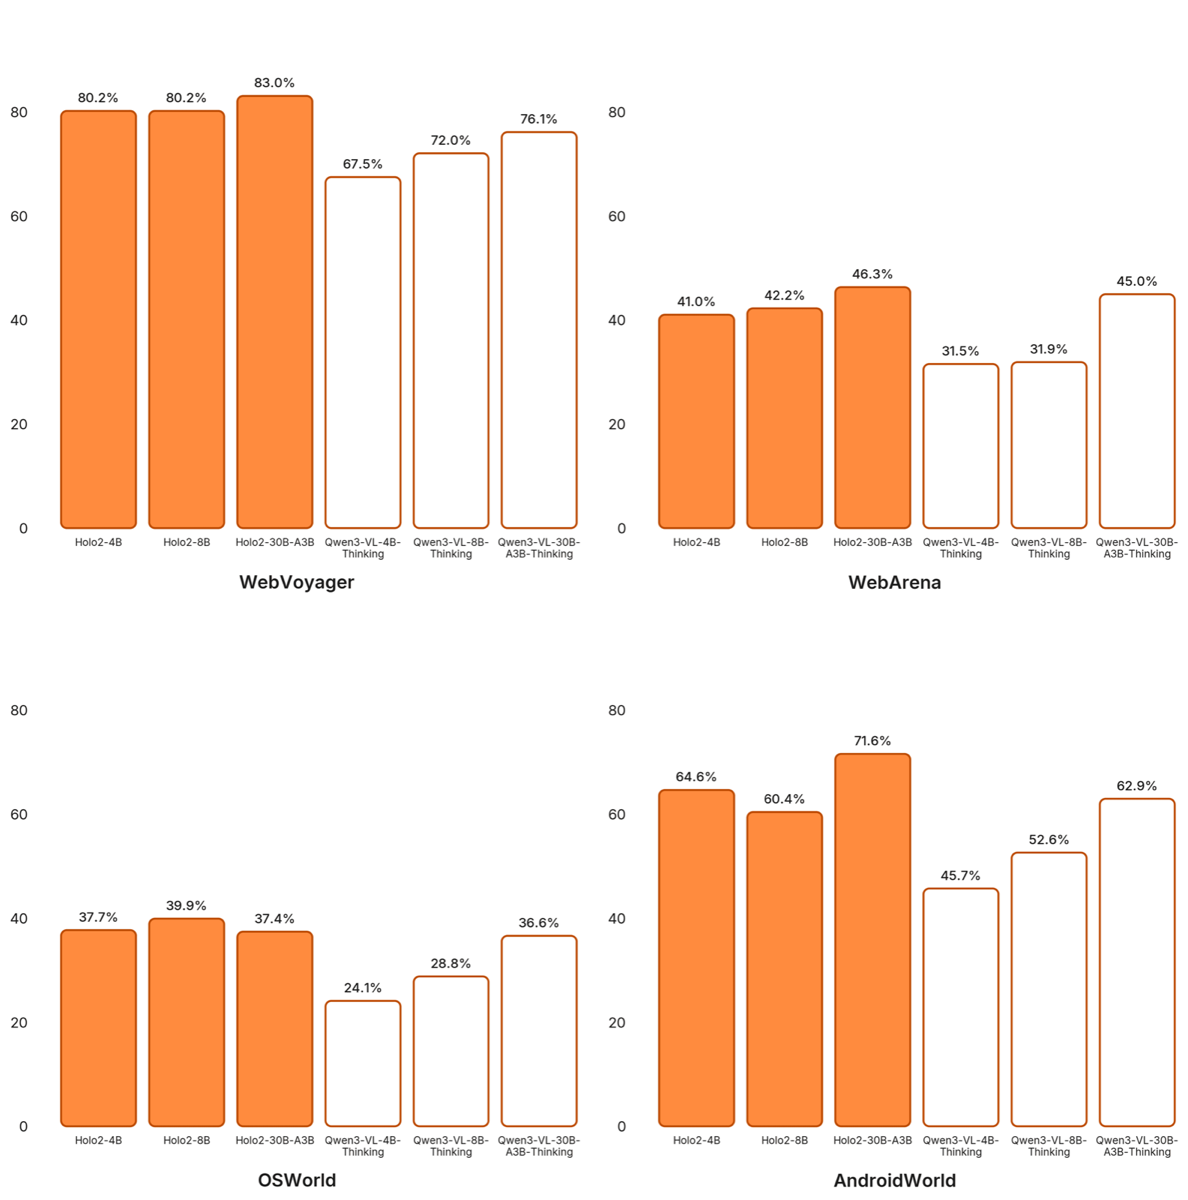 83.0%
80.2%
80.2%
76.1%
72.0%
67.5%
80
60
40
20
0
Holo2-4B
Holo2-8B
Holo2-30B-A3B
Qwen3-VL-4B-
Thinking
Qwen3-VL-8B-
Thinking
Qwen3-VL-30B-
A3B-Thinking
WebVoyager
80
60
40
20
0
41.0%
42.2%
46.3%
31.5%
31.9%
45.0%
Holo2-4B
Holo2-8B
Holo2-30B-A3B
Qwen3-VL-4B-
Thinking
Qwen3-VL-8B-
Thinking
Qwen3-VL-30B-
A3B-Thinking
WebArena
80
60
40
20
0
37.7%
39.9%
37.4%
24.1%
28.8%
36.6%
Holo2-4B
Holo2-8B
Holo2-30B-A3B
Qwen3-VL-4B-
Thinking
Qwen3-VL-8B-
Thinking
Qwen3-VL-30B-
A3B-Thinking
OSWorld
80
60
40
20
0
64.6%
60.4%
71.6%
45.7%
52.6%
62.9%
Holo2-4B
Holo2-8B
Holo2-30B-A3B
Qwen3-VL-4B-
Thinking
Qwen3-VL-8B-
Thinking
Qwen3-VL-30B-
A3B-Thinking
AndroidWorld